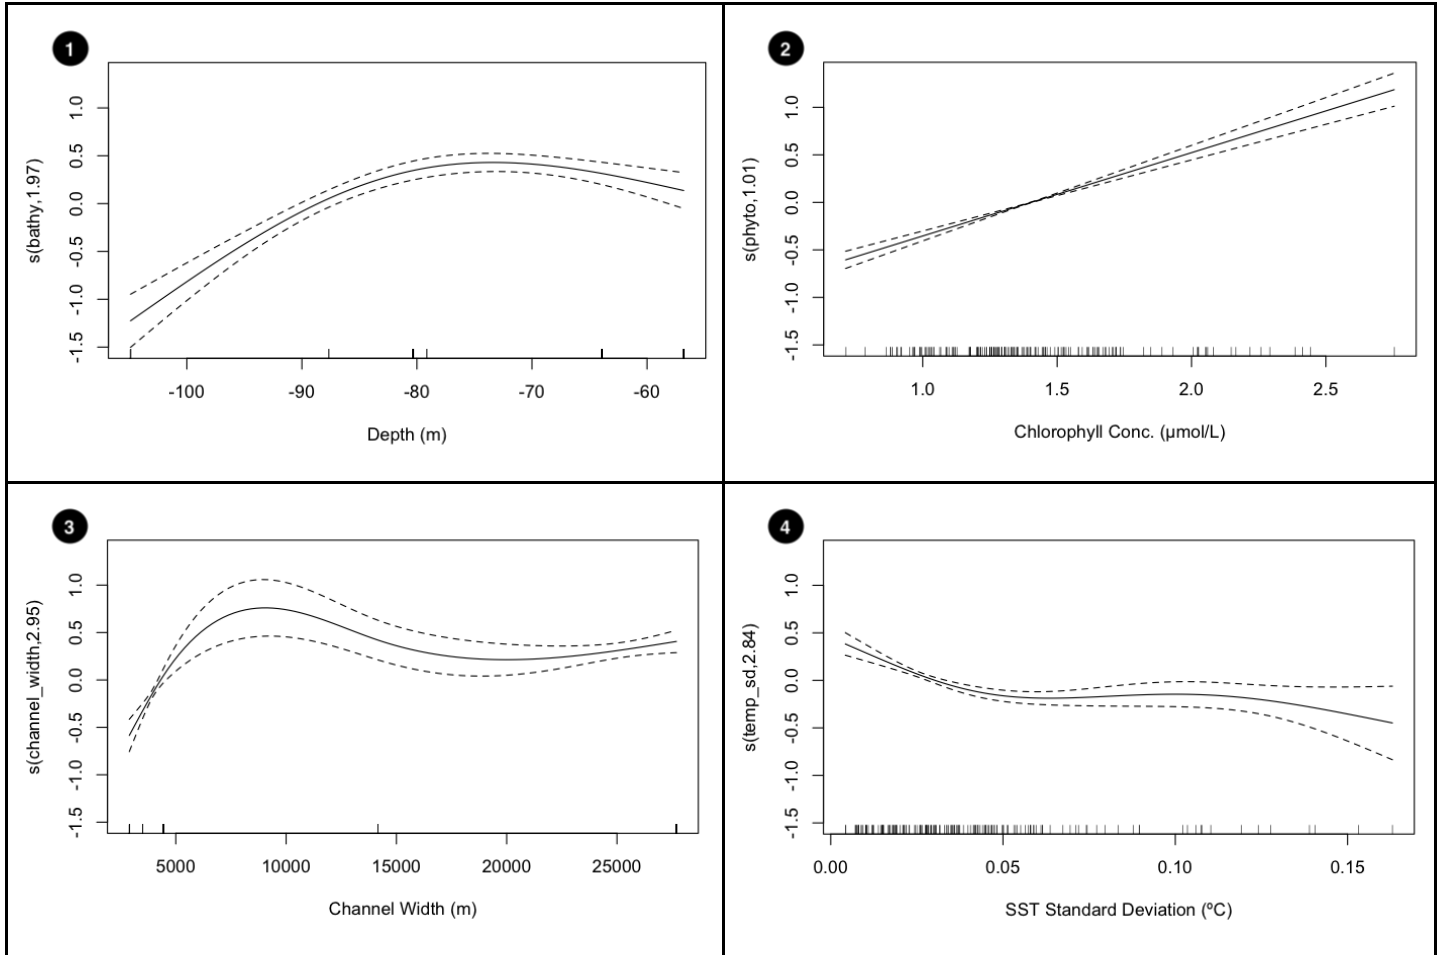 1
s(bathy,1.97)
1.0
0.5
0.0
-0.5
-1.0
-1.5
-100 -90 -80 -70 -60
Depth (m)
2
s(phyto,1.01)
1.0
0.5
0.0
-0.5
-1.0
-1.5
1.0 1.5 2.0 2.5
Chlorophyll Conc. (µmol/L)
3
s(channel_width,2.95)
1.0
0.5
0.0
-0.5
-1.0
-1.5
5000 10000 15000 20000 25000
Channel Width (m)
4
s(temp_sd,2.84)
1.0
0.5
0.0
-0.5
-1.0
-1.5
0.00 0.05 0.10 0.15
SST Standard Deviation (ºC)